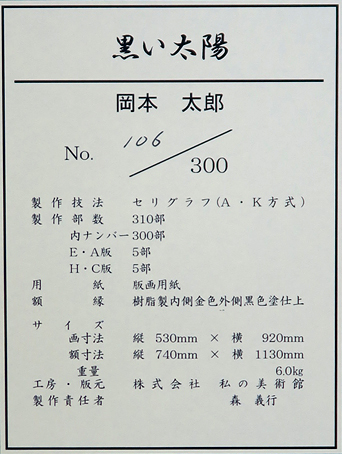 黒い太陽
岡本 太郎
No. 106/300
製作技法 セリグラフ(A・K方式)
製作部数 310部
内ナンバー300部
E・A版 5部
H・C版 5部
用紙 版画用紙
額縁 樹脂製内側金色外側黒色塗仕上
サイズ
画寸法 縦 530mm × 横 920mm
額寸法 縦 740mm × 横 1130mm
重量 6.0kg
工房・版元 株式会社 私の美術館
製作責任者 森 義行